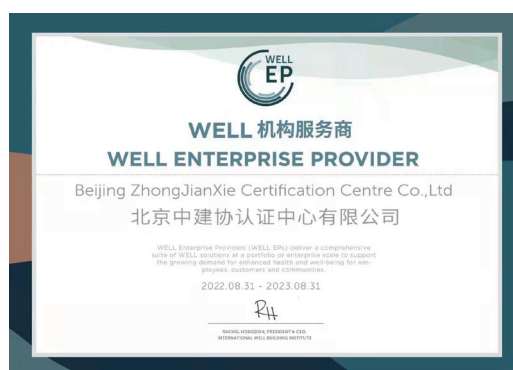 WELL
EP
WELL 机构服务商
WELL ENTERPRISE PROVIDER
Beijing ZhongJianXie Certification Centre Co.,Ltd
北京中建协认证中心有限公司
WELL Enterprise Providers (WELL EPs) deliver a comprehensive
suite of WELL solutions at a portfolio or enterprise scale to support
the growing demand for enhanced health and well-being for em-
ployees, customers and communities.
2022.08.31 - 2023.08.31
RH
RACHEL HODGDON, PRESIDENT & CEO,
INTERNATIONAL WELL BUILDING INSTITUTE